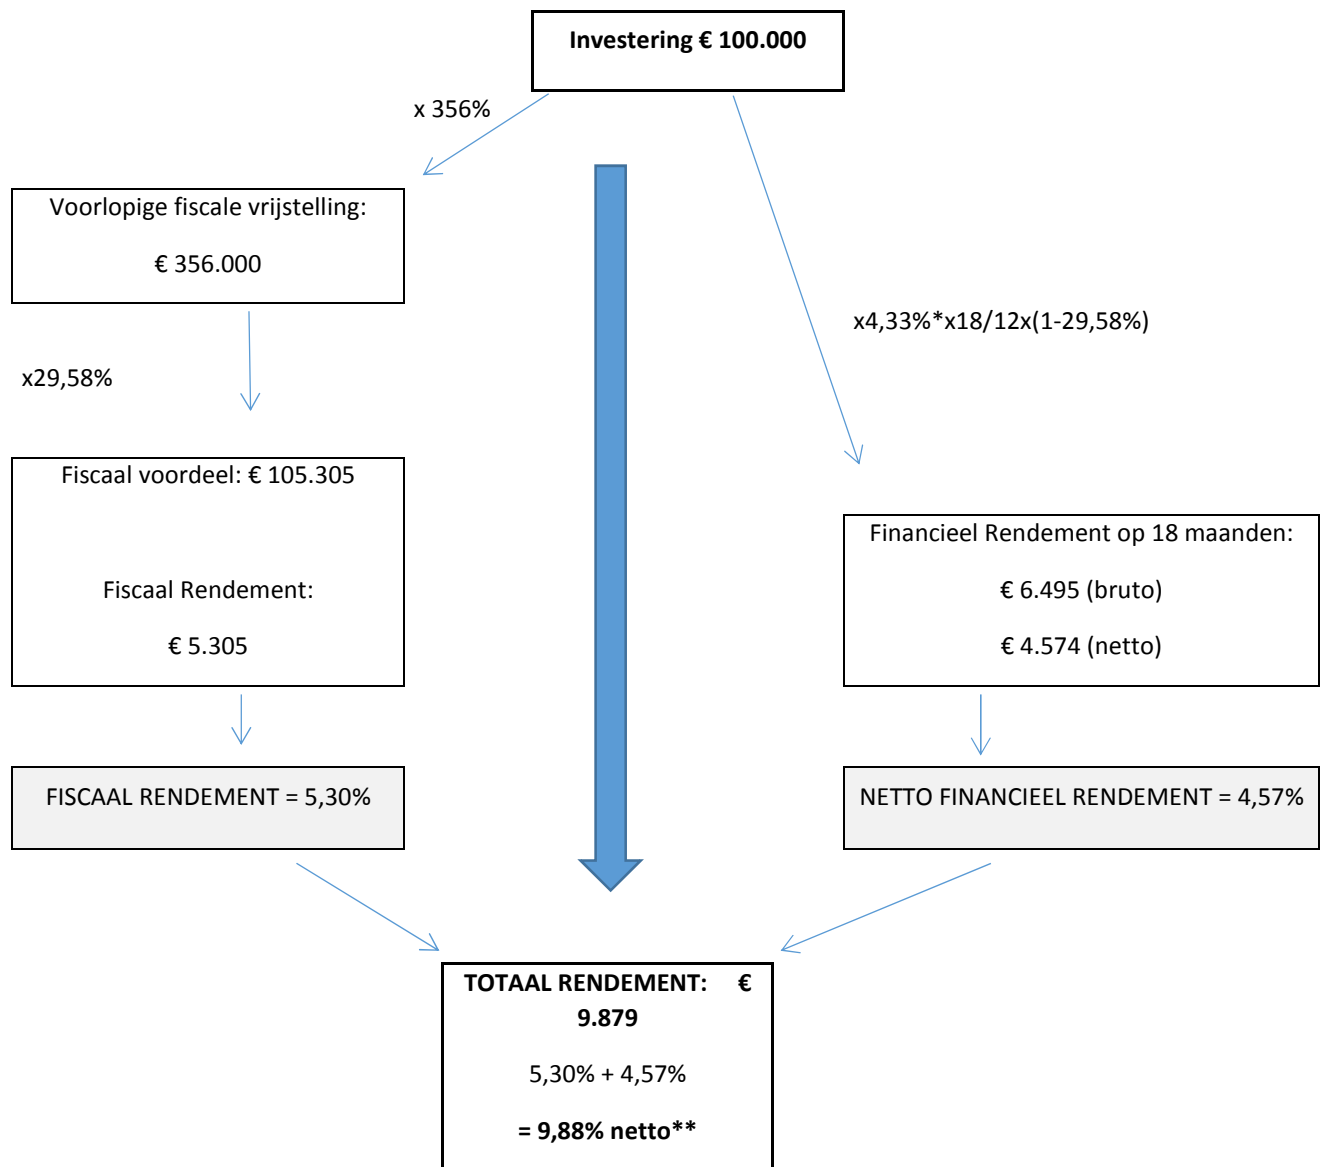 Investering € 100.000
x 356%
Voorlopige fiscale vrijstelling:
€ 356.000
x4,33%*x18/12x(1-29,58%)
x29,58%
Fiscaal voordeel: € 105.305
Fiscaal Rendement:
€ 5.305
Financieel Rendement op 18 maanden:
€ 6.495 (bruto)
€ 4.574 (netto)
FISCAAL RENDEMENT = 5,30%
NETTO FINANCIEEL RENDEMENT = 4,57%
TOTAAL RENDEMENT: €
9.879
5,30% + 4,57%
= 9,88% netto**